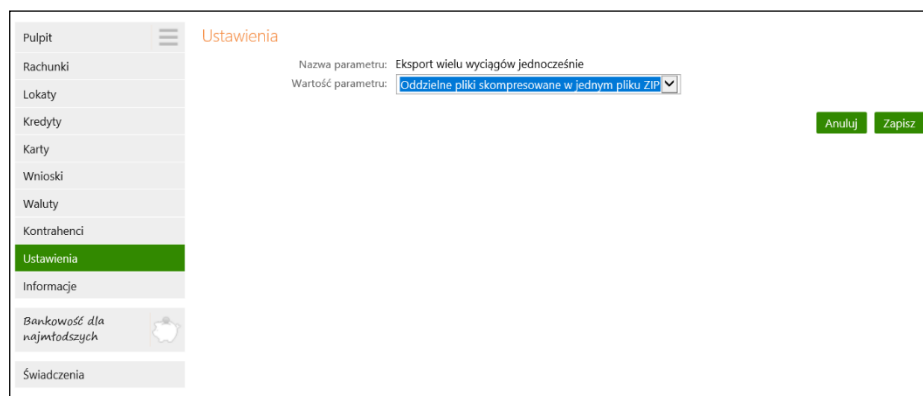 Pulpit
Rachunki
Lokaty
Kredyty
Karty
Wnioski
Waluty
Kontrahenci
Ustawienia
Informacje
Bankowość dla
najmłodszych
Świadczenia
Ustawienia
Nazwa parametru: Eksport wielu wyciągów jednocześnie
Wartość parametru: Oddzielne pliki skompresowane w jednym pliku ZIP
Anuluj Zapisz